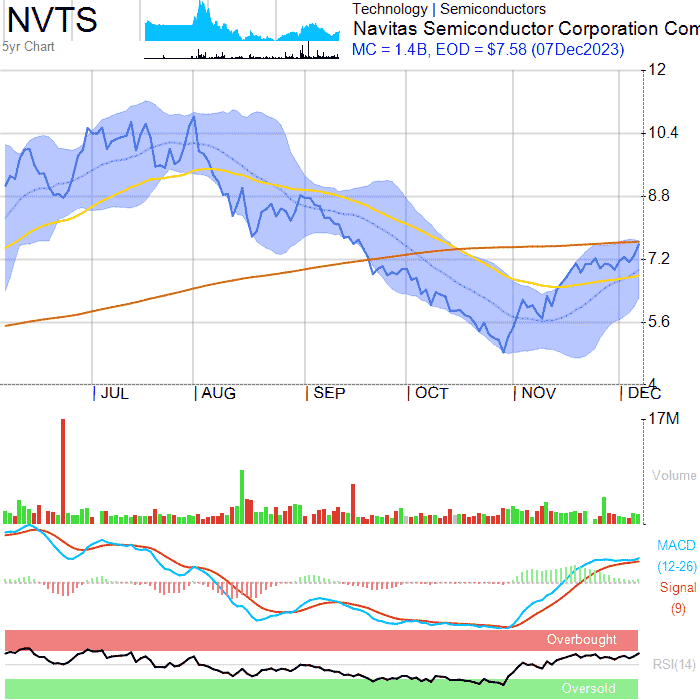 NVTS
5yr Chart
Technology | Semiconductors
Navitas Semiconductor Corporation Com
MC = 1.4B, EOD = $7.58 (07Dec2023)
12
10.4
8.8
7.2
5.6
4
JUL
AUG
SEP
OCT
NOV
DEC
17M
Volume
MACD
(12-26)
Signal
(9)
Overbought
RSI(14)
Oversold